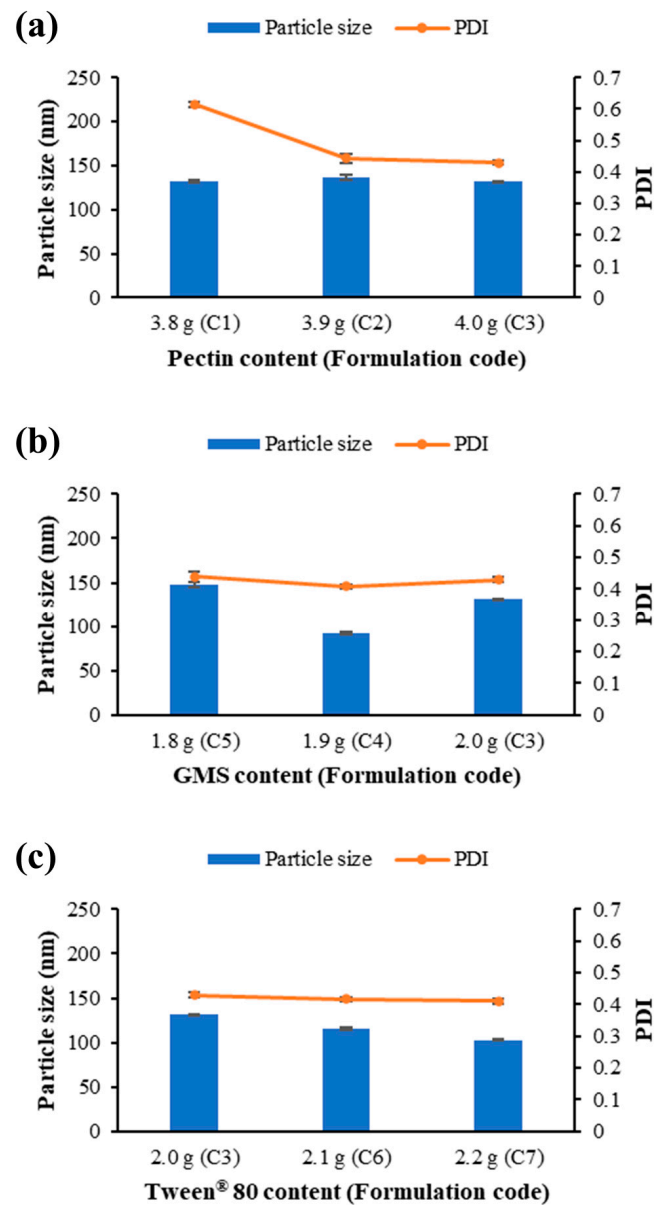 (a)
Particle size PDI
Particle size (nm)
250
200
150
100
50
0
0.7
0.6
0.5
0.4
0.3
0.2
0.1
0
PDI
3.8 g (C1) 3.9 g (C2) 4.0 g (C3)
Pectin content (Formulation code)
(b)
Particle size PDI
Particle size (nm)
250
200
150
100
50
0
0.7
0.6
0.5
0.4
0.3
0.2
0.1
0
PDI
1.8 g (C5) 1.9 g (C4) 2.0 g (C3)
GMS content (Formulation code)
(c)
Particle size PDI
Particle size (nm)
250
200
150
100
50
0
0.7
0.6
0.5
0.4
0.3
0.2
0.1
0
PDI
2.0 g (C3) 2.1 g (C6) 2.2 g (C7)
Tween® 80 content (Formulation code)